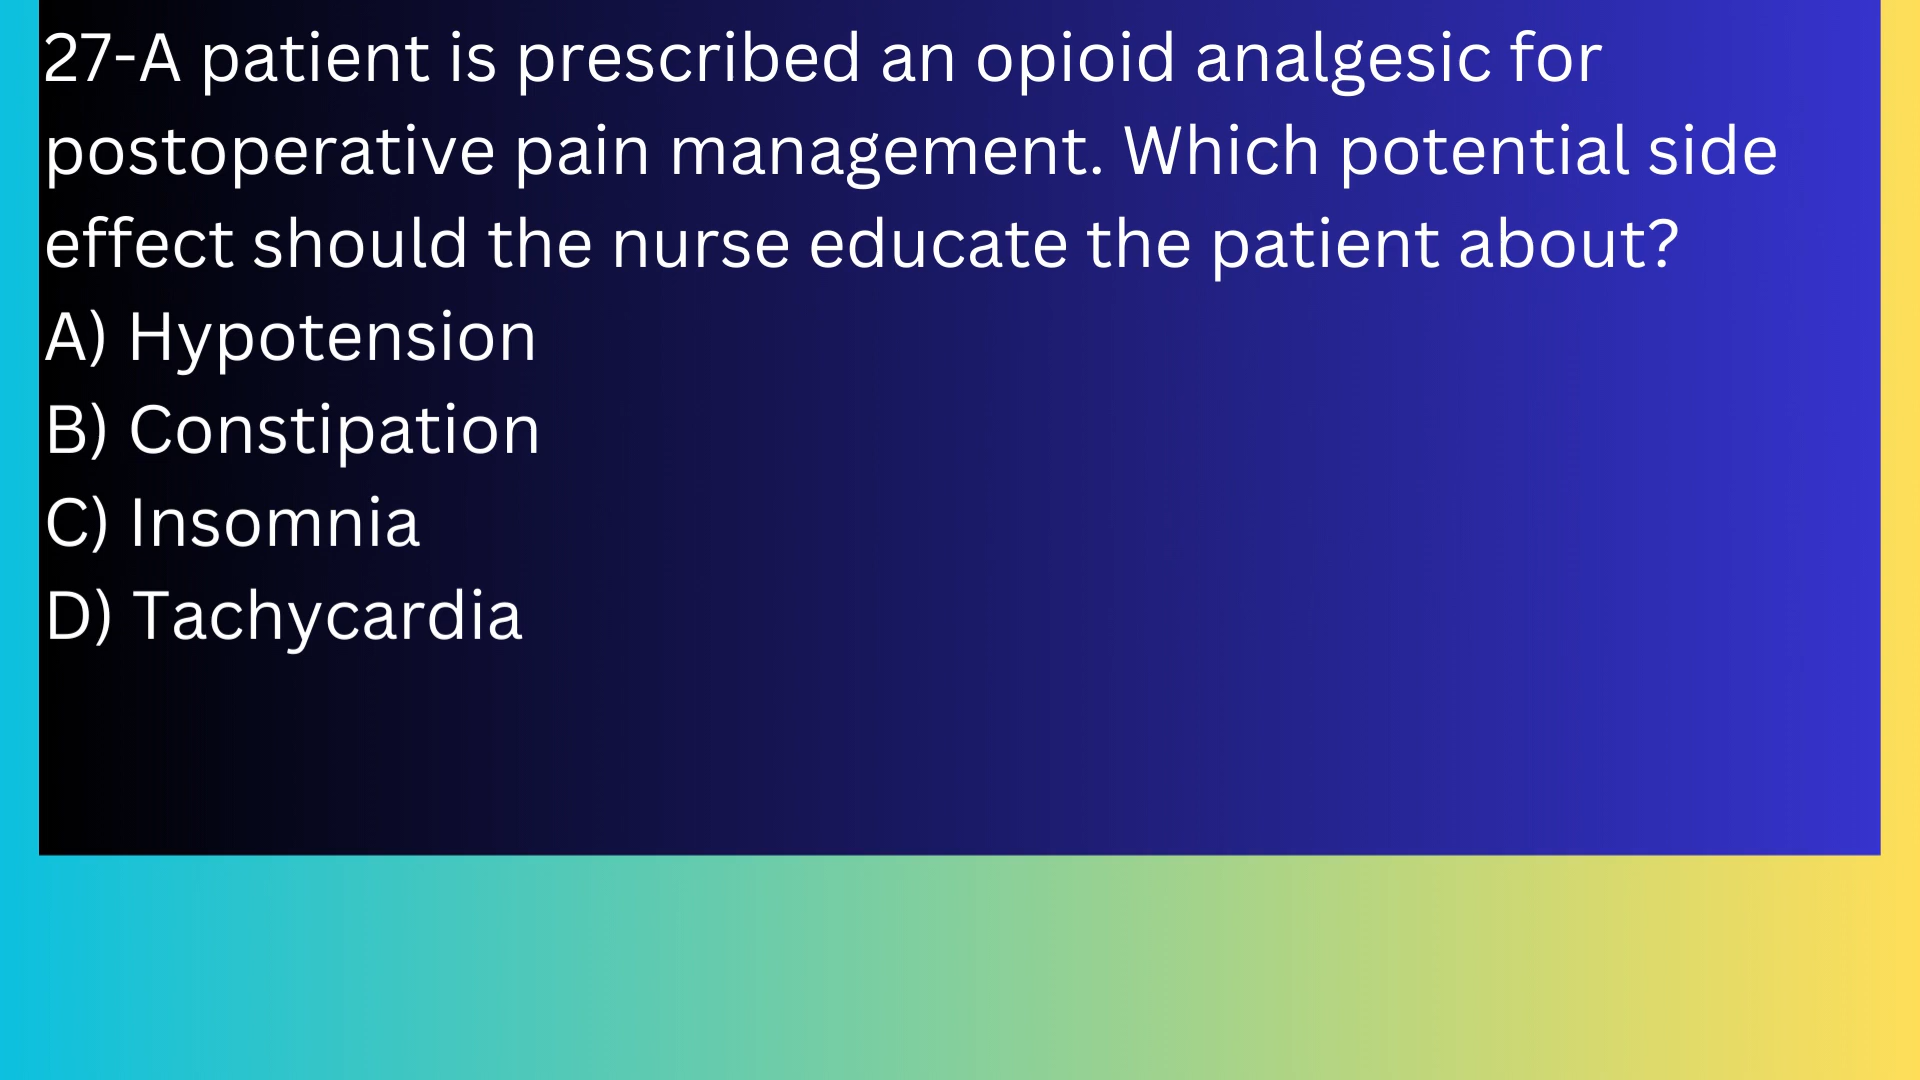 27-A patient is prescribed an opioid analgesic for
postoperative pain management. Which potential side
effect should the nurse educate the patient about?
A) Hypotension
B) Constipation
C) Insomnia
D) Tachycardia